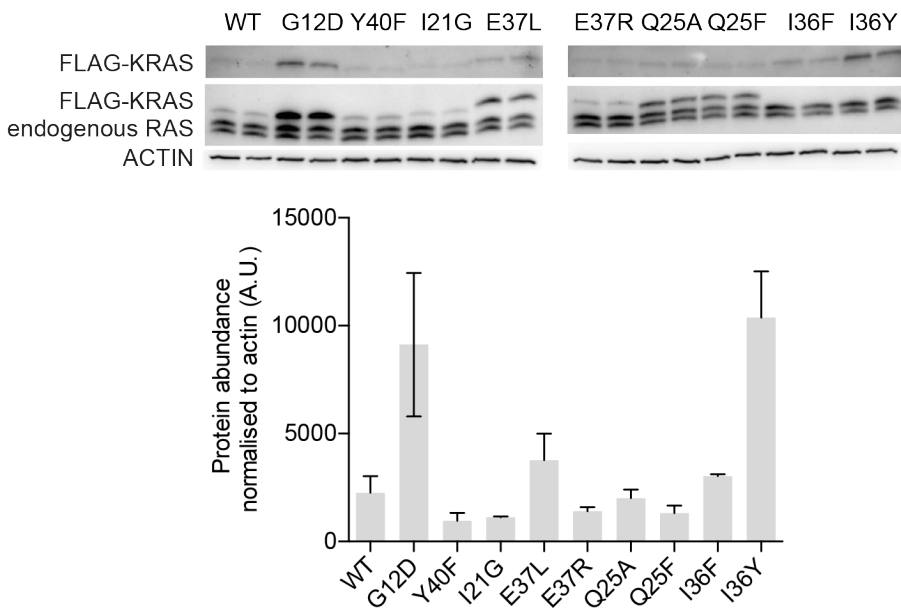 WT G12D Y40F I21G E37L E37R Q25A Q25F I36F I36Y
FLAG-KRAS
FLAG-KRAS
endogenous RAS
ACTIN
Protein abundance
normalised to actin (A.U.)
15000
10000
5000
0
WT G12D Y40F I21G E37L E37R Q25A Q25F I36F I36Y